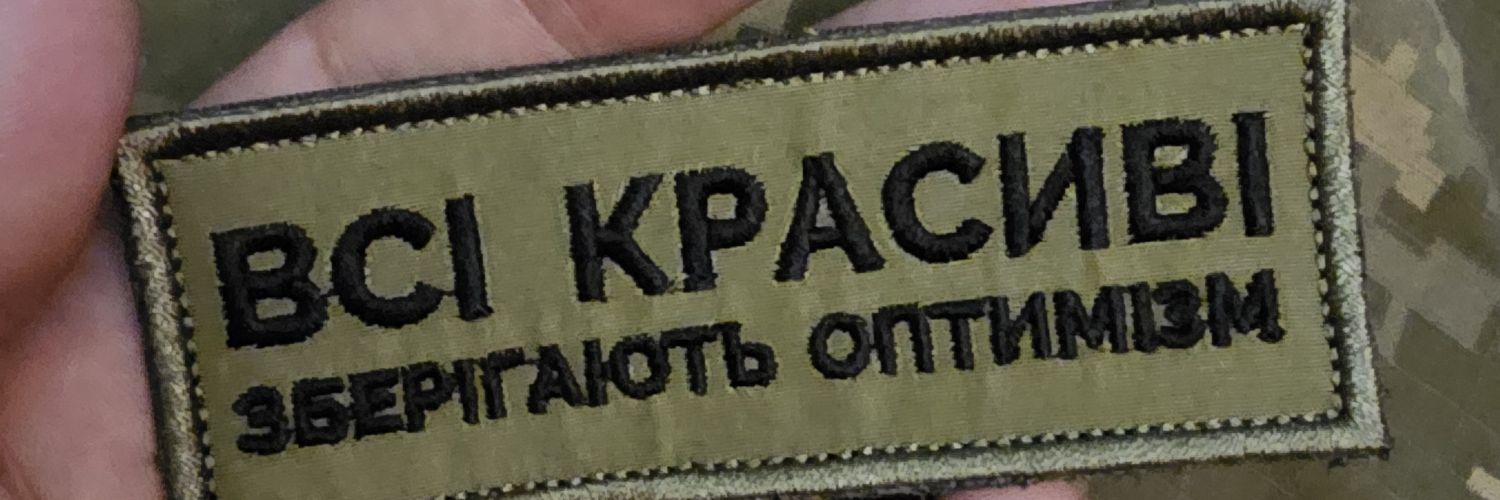 ВСІ КРАСИВІ
ЗБЕРІГАЮТЬ ОПТИМІЗМ